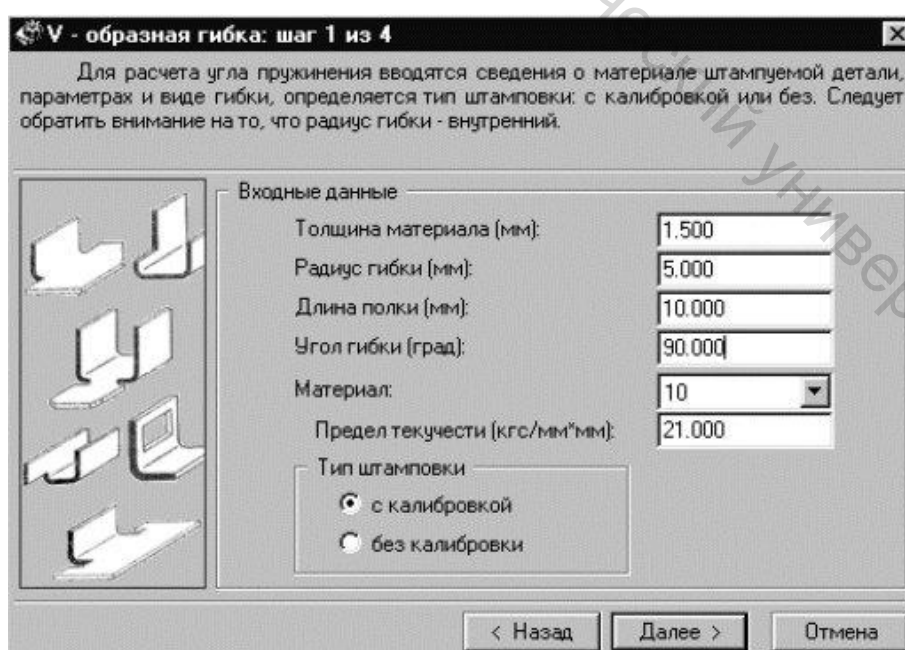 V - образная гибка: шаг 1 из 4
Для расчета угла пружинения вводятся сведения о материале штампуемой детали,
параметрах и виде гибки, определяется тип штамповки: с калибровкой или без. Следует
обратить внимание на то, что радиус гибки - внутренний.
Входные данные
Толщина материала (мм): 1.500
Радиус гибки (мм): 5.000
Длина полки (мм): 10.000
Угол гибки (град): 90.000
Материал: 10
Предел текучести (кгс/мм*мм): 21.000
Тип штамповки
с калибровкой
без калибровки
< Назад Далее > Отмена